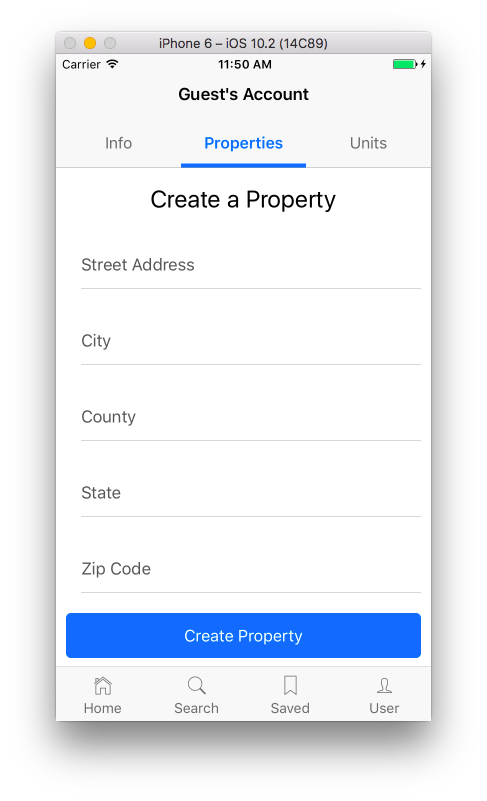 iPhone 6 – iOS 10.2 (14C89)
Carrier 11:50 AM
Guest's Account
Info Properties Units
Create a Property
Street Address
City
County
State
Zip Code
Create Property
Home Search Saved User